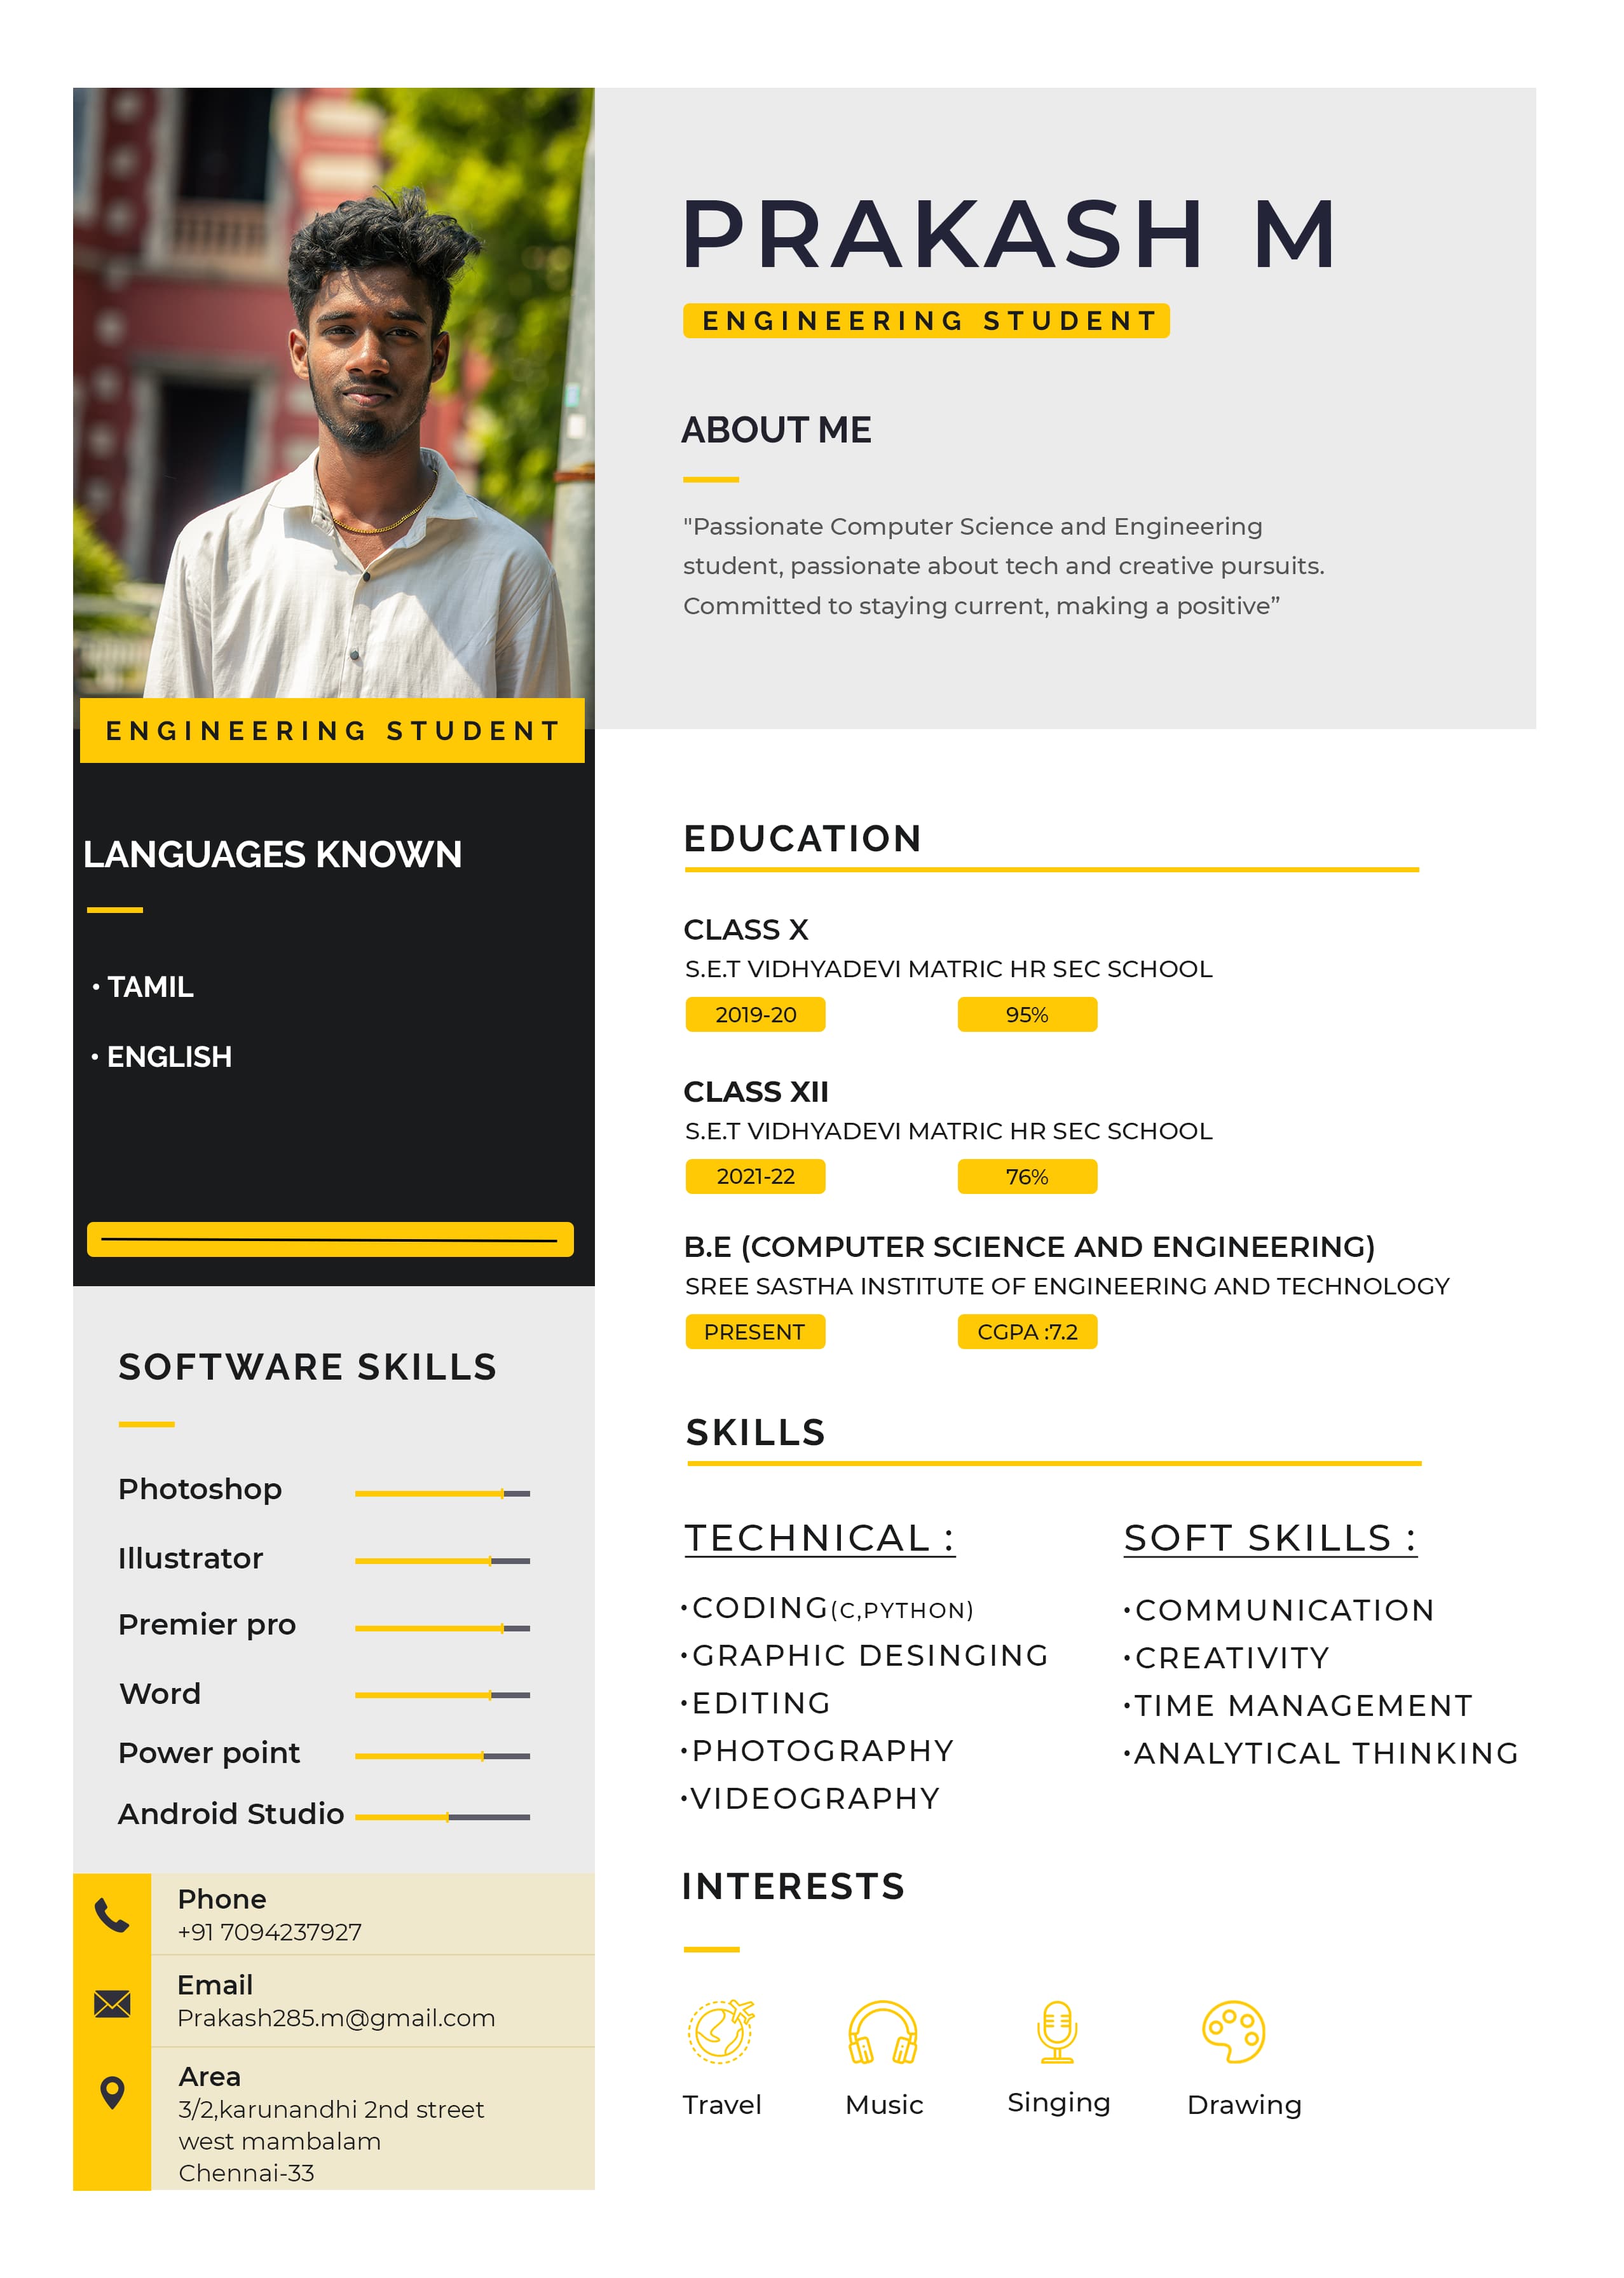 PRAKASH M
ENGINEERING STUDENT
ABOUT ME
"Passionate Computer Science and Engineering
student, passionate about tech and creative pursuits.
Committed to staying current, making a positive”
ENGINEERING STUDENT
LANGUAGES KNOWN
• TAMIL
• ENGLISH
SOFTWARE SKILLS
Photoshop
Illustrator
Premier pro
Word
Power point
Android Studio
Phone
+91 7094237927
Email
Prakash285.m@gmail.com
Area
3/2,karunandhi 2nd street
west mambalam
Chennai-33
EDUCATION
CLASS X
S.E.T VIDHYADEVI MATRIC HR SEC SCHOOL
2019-20 95%
CLASS XII
S.E.T VIDHYADEVI MATRIC HR SEC SCHOOL
2021-22 76%
B.E (COMPUTER SCIENCE AND ENGINEERING)
SREE SASTHA INSTITUTE OF ENGINEERING AND TECHNOLOGY
PRESENT CGPA :7.2
SKILLS
TECHNICAL :
•CODING(C,PYTHON)
•GRAPHIC DESINGING
•EDITING
•PHOTOGRAPHY
•VIDEOGRAPHY
SOFT SKILLS :
•COMMUNICATION
•CREATIVITY
•TIME MANAGEMENT
•ANALYTICAL THINKING
INTERESTS
Travel Music Singing Drawing